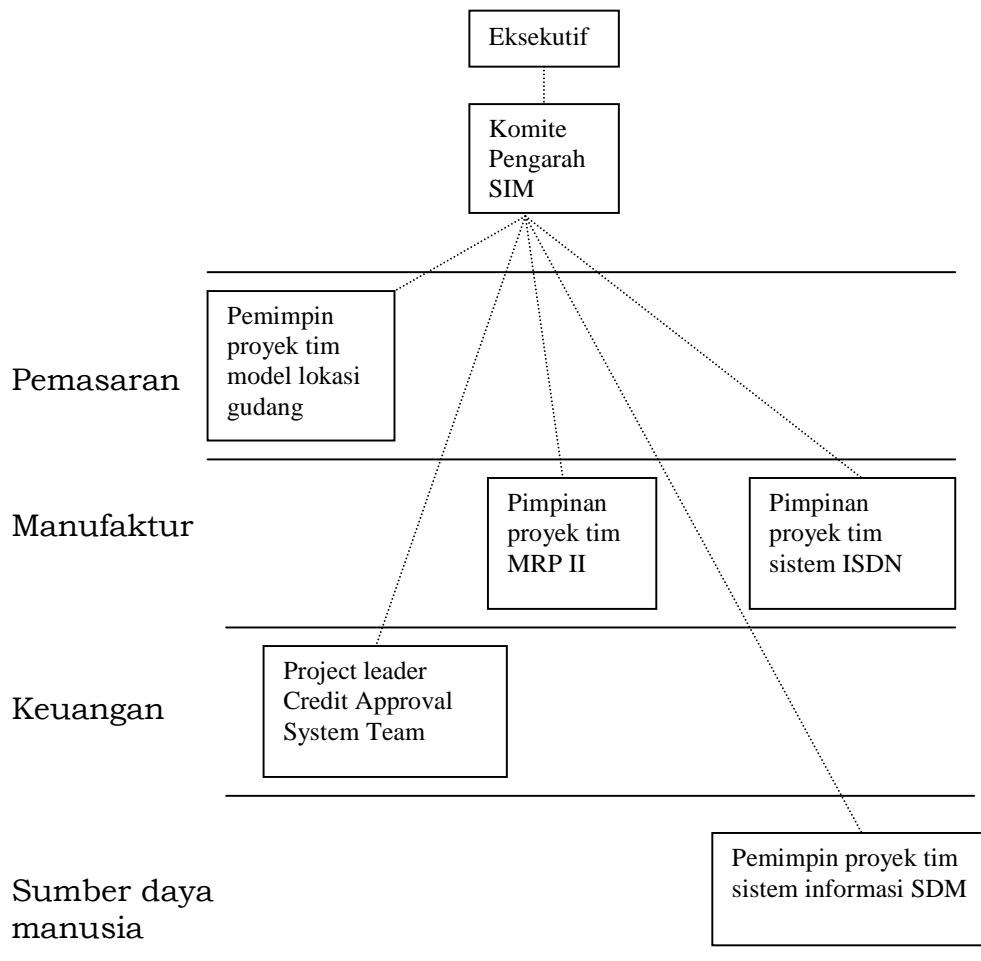 Eksekutif
Komite
Pengarah
SIM
Pemasaran
Pemimpin
proyek tim
model lokasi
gudang
Manufaktur
Pimpinan
proyek tim
MRP II
Pimpinan
proyek tim
sistem ISDN
Keuangan
Project leader
Credit Approval
System Team
Sumber daya
manusia
Pemimpin proyek tim
sistem informasi SDM